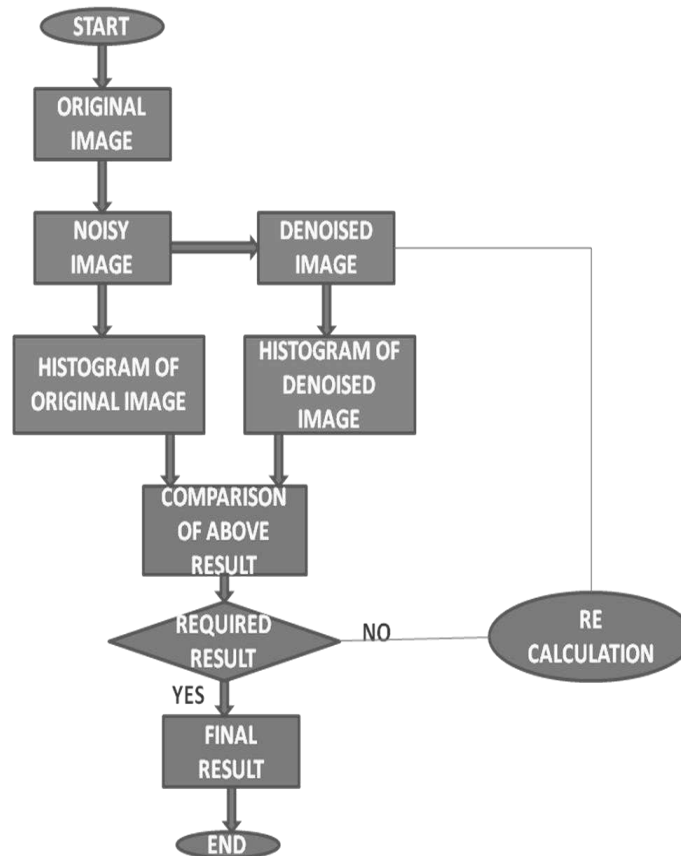 START
ORIGINAL
IMAGE
NOISY
IMAGE
DENOISED
IMAGE
HISTOGRAM OF
ORIGINAL IMAGE
HISTOGRAM OF
DENOISED
IMAGE
COMPARISON
OF ABOVE
RESULT
REQUIRED
RESULT
NO
RE
CALCULATION
YES
FINAL
RESULT
END